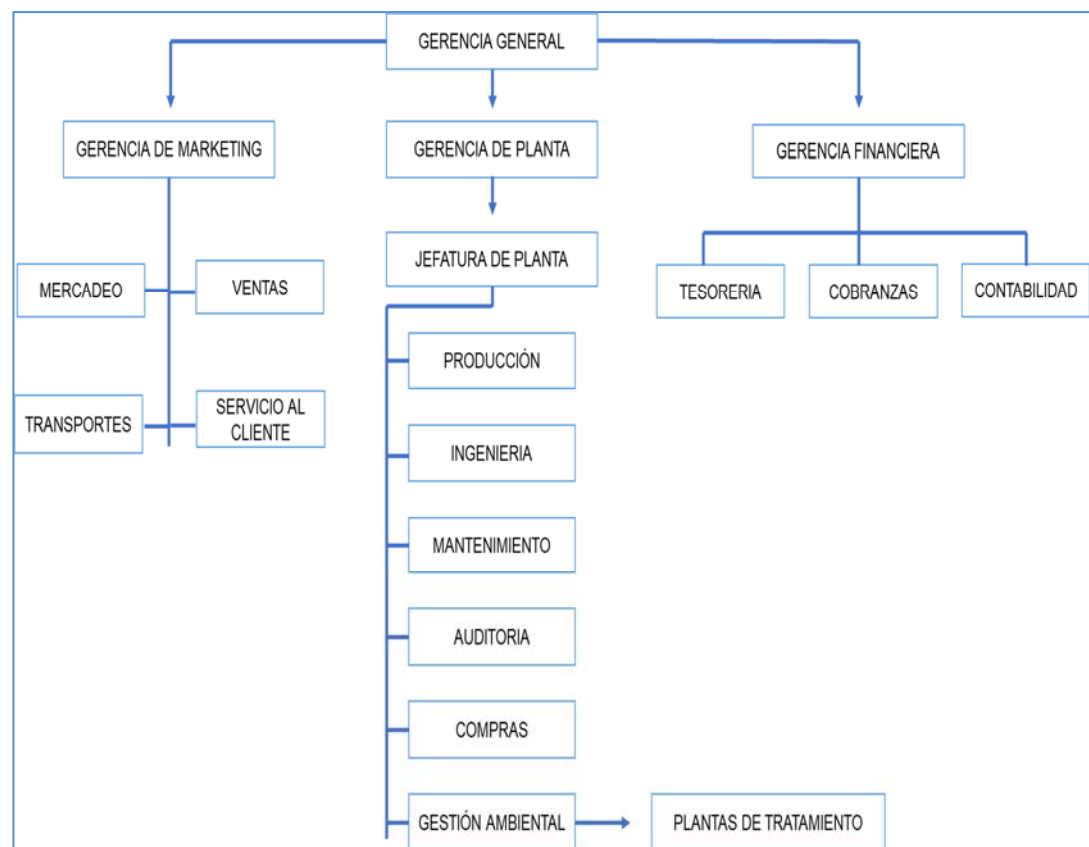 GERENCIA GENERAL
GERENCIA DE MARKETING
GERENCIA DE PLANTA
GERENCIA FINANCIERA
JEFATURA DE PLANTA
MERCADEO
VENTAS
TESORERIA
COBRANZAS
CONTABILIDAD
PRODUCCIÓN
TRANSPORTES
SERVICIO AL
CLIENTE
INGENIERIA
MANTENIMIENTO
AUDITORIA
COMPRAS
GESTIÓN AMBIENTAL
PLANTAS DE TRATAMIENTO